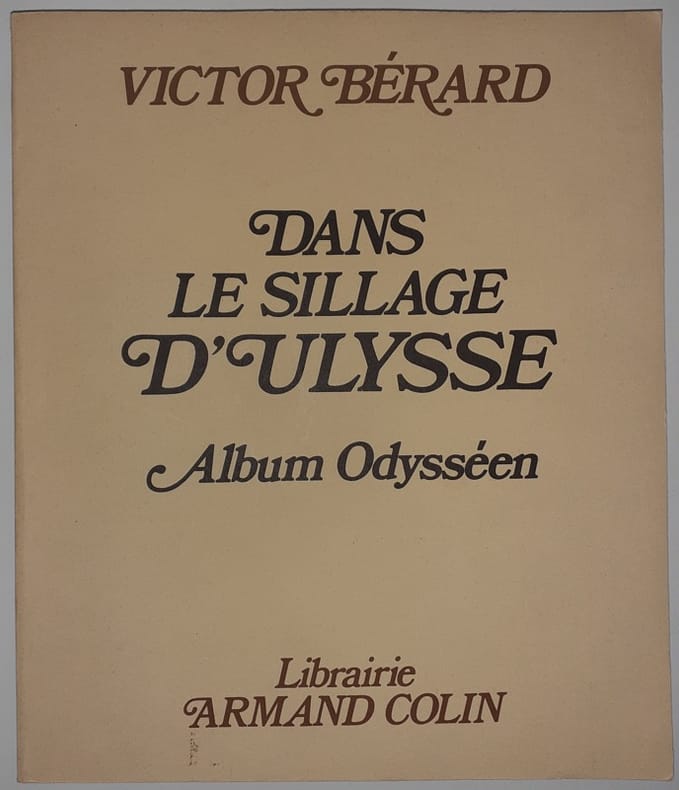 VICTOR BÉRARD
DANS
LE SILLAGE
D'ULYSSE
Album Odysséen
Librairie
ARMAND COLIN